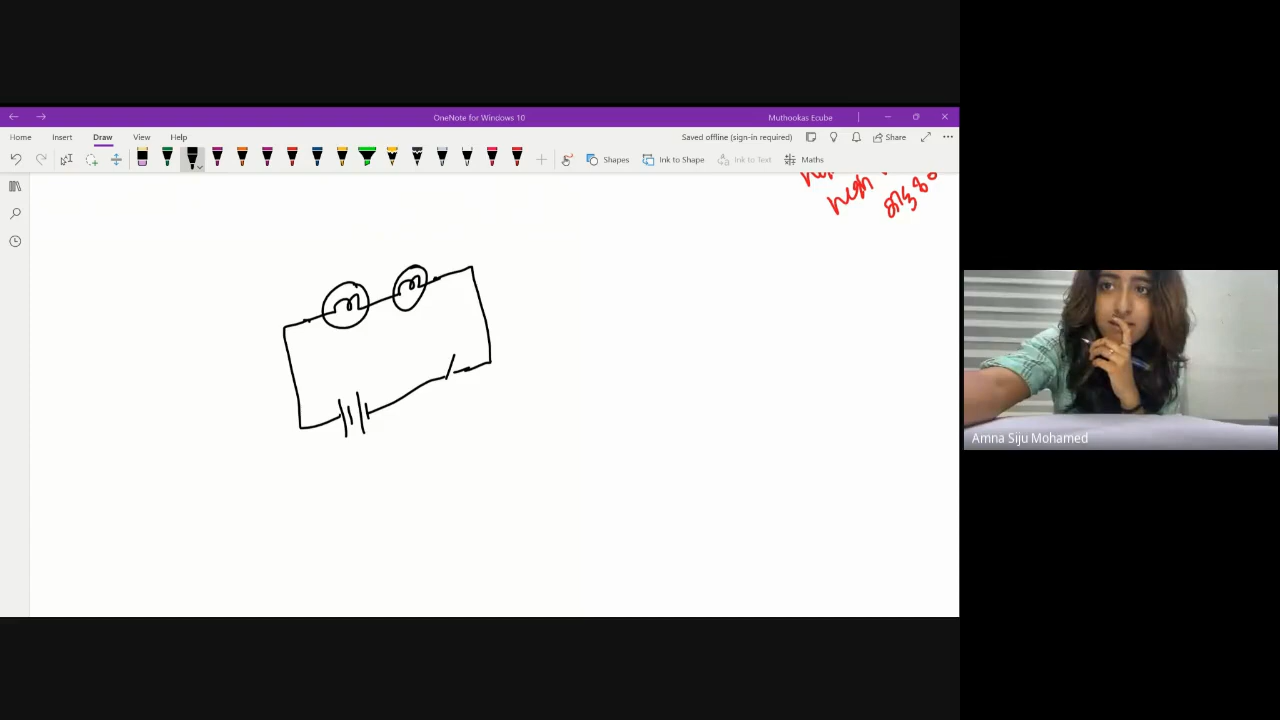 OneNote for Windows 10
Muthookas Ecube
Home Insert Draw View Help
Saved offline (sign-in required)
Share
Shapes
Ink to Shape
Ink to Text
Maths
Amna Siju Mohamed